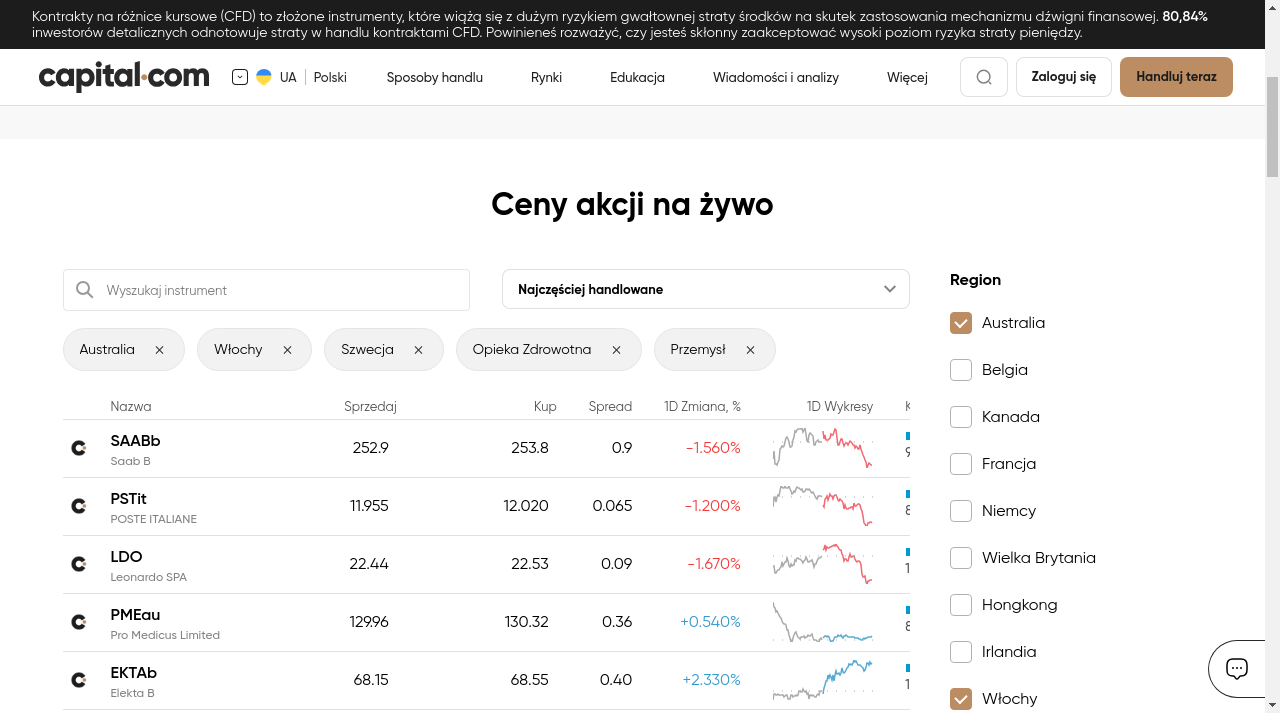 Kontrakty na różnice kursowe (CFD) to złożone instrumenty, które wiążą się z dużym ryzykiem gwałtownej straty środków na skutek zastosowania mechanizmu dźwigni finansowej. 80,84%
inwestorów detalicznych odnotowuje straty w handlu kontraktami CFD. Powinieneś rozważyć, czy jesteś skłonny zaakceptować wysoki poziom ryzyka straty pieniędzy.
capital.com UA Polski Sposoby handlu Rynki Edukacja Wiadomości i analizy Więcej Zaloguj się Handluj teraz
Ceny akcji na żywo
Wyszukaj instrument
Najczęściej handlowane
Australia Włochy Szwecja Opieka Zdrowotna Przemysł
Nazwa Sprzedaj Kup Spread 1D Zmiana, % 1D Wykresy
SAABb 252.9 253.8 0.9 -1.560%
Saab B
PSTit 11.955 12.020 0.065 -1.200%
POSTE ITALIANE
LDO 22.44 22.53 0.09 -1.670%
Leonardo SPA
PMEau 129.96 130.32 0.36 +0.540%
Pro Medicus Limited
EKTAb 68.15 68.55 0.40 +2.330%
Elekta B
Region
Australia
Belgia
Kanada
Francja
Niemcy
Wielka Brytania
Hongkong
Irlandia
Włochy